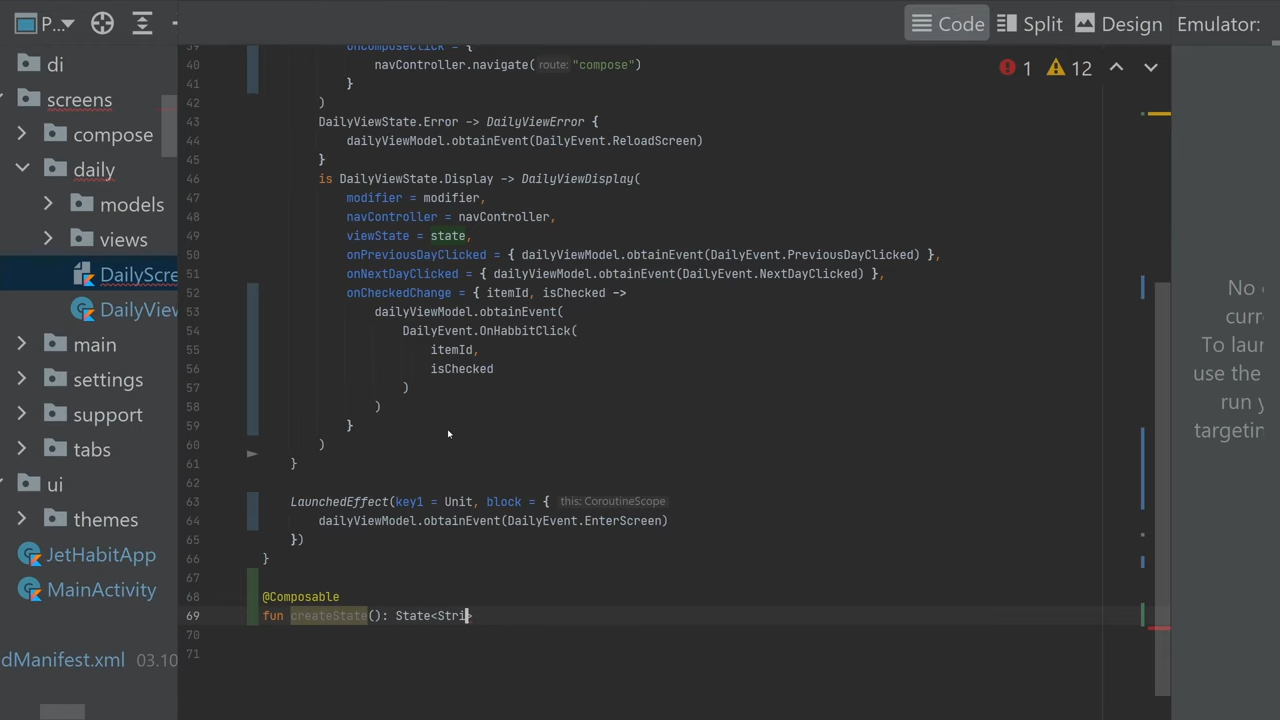 P...
Code
Split
Design
Emulator:
di
screens
compose
daily
models
views
DailyScre
DailyView
main
settings
support
tabs
ui
themes
JetHabitApp
MainActivity
dManifest.xml 03.10
1 12
39 onComposeClick = {
40 navController.navigate( route: "compose")
41 }
42 )
43 DailyViewState.Error -> DailyViewError {
44 dailyViewModel.obtainEvent(DailyEvent.ReloadScreen)
45 }
46 is DailyViewState.Display -> DailyViewDisplay(
47 modifier = modifier,
48 navController = navController,
49 viewState = state,
50 onPreviousDayClicked = { dailyViewModel.obtainEvent(DailyEvent.PreviousDayClicked) },
51 onNextDayClicked = { dailyViewModel.obtainEvent(DailyEvent.NextDayClicked) },
52 onCheckedChange = { itemId, isChecked ->
53 dailyViewModel.obtainEvent(
54 DailyEvent.OnHabbitClick(
55 itemId,
56 isChecked
57 )
58 )
59 }
60 )
61 }
62
63 LaunchedEffect(key1 = Unit, block = { this: CoroutineScope
64 dailyViewModel.obtainEvent(DailyEvent.EnterScreen)
65 })
66 }
67
68 @Composable
69 fun createState(): State<Stri>
70
71
No
curr
To laun
use the
run y
targetin